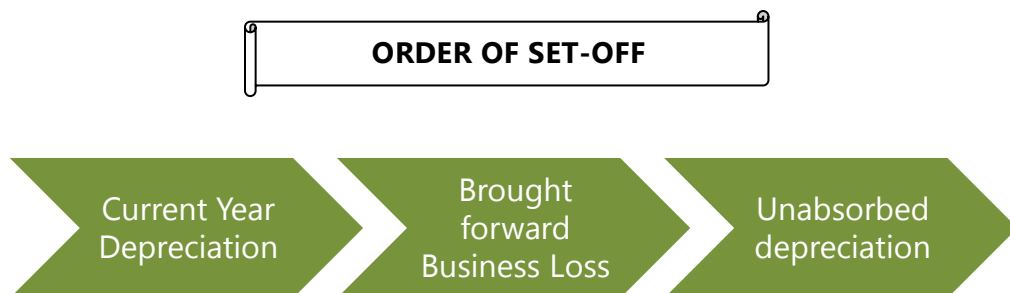 ORDER OF SET-OFF
Current Year
Depreciation
Brought
forward
Business Loss
Unabsorbed
depreciation